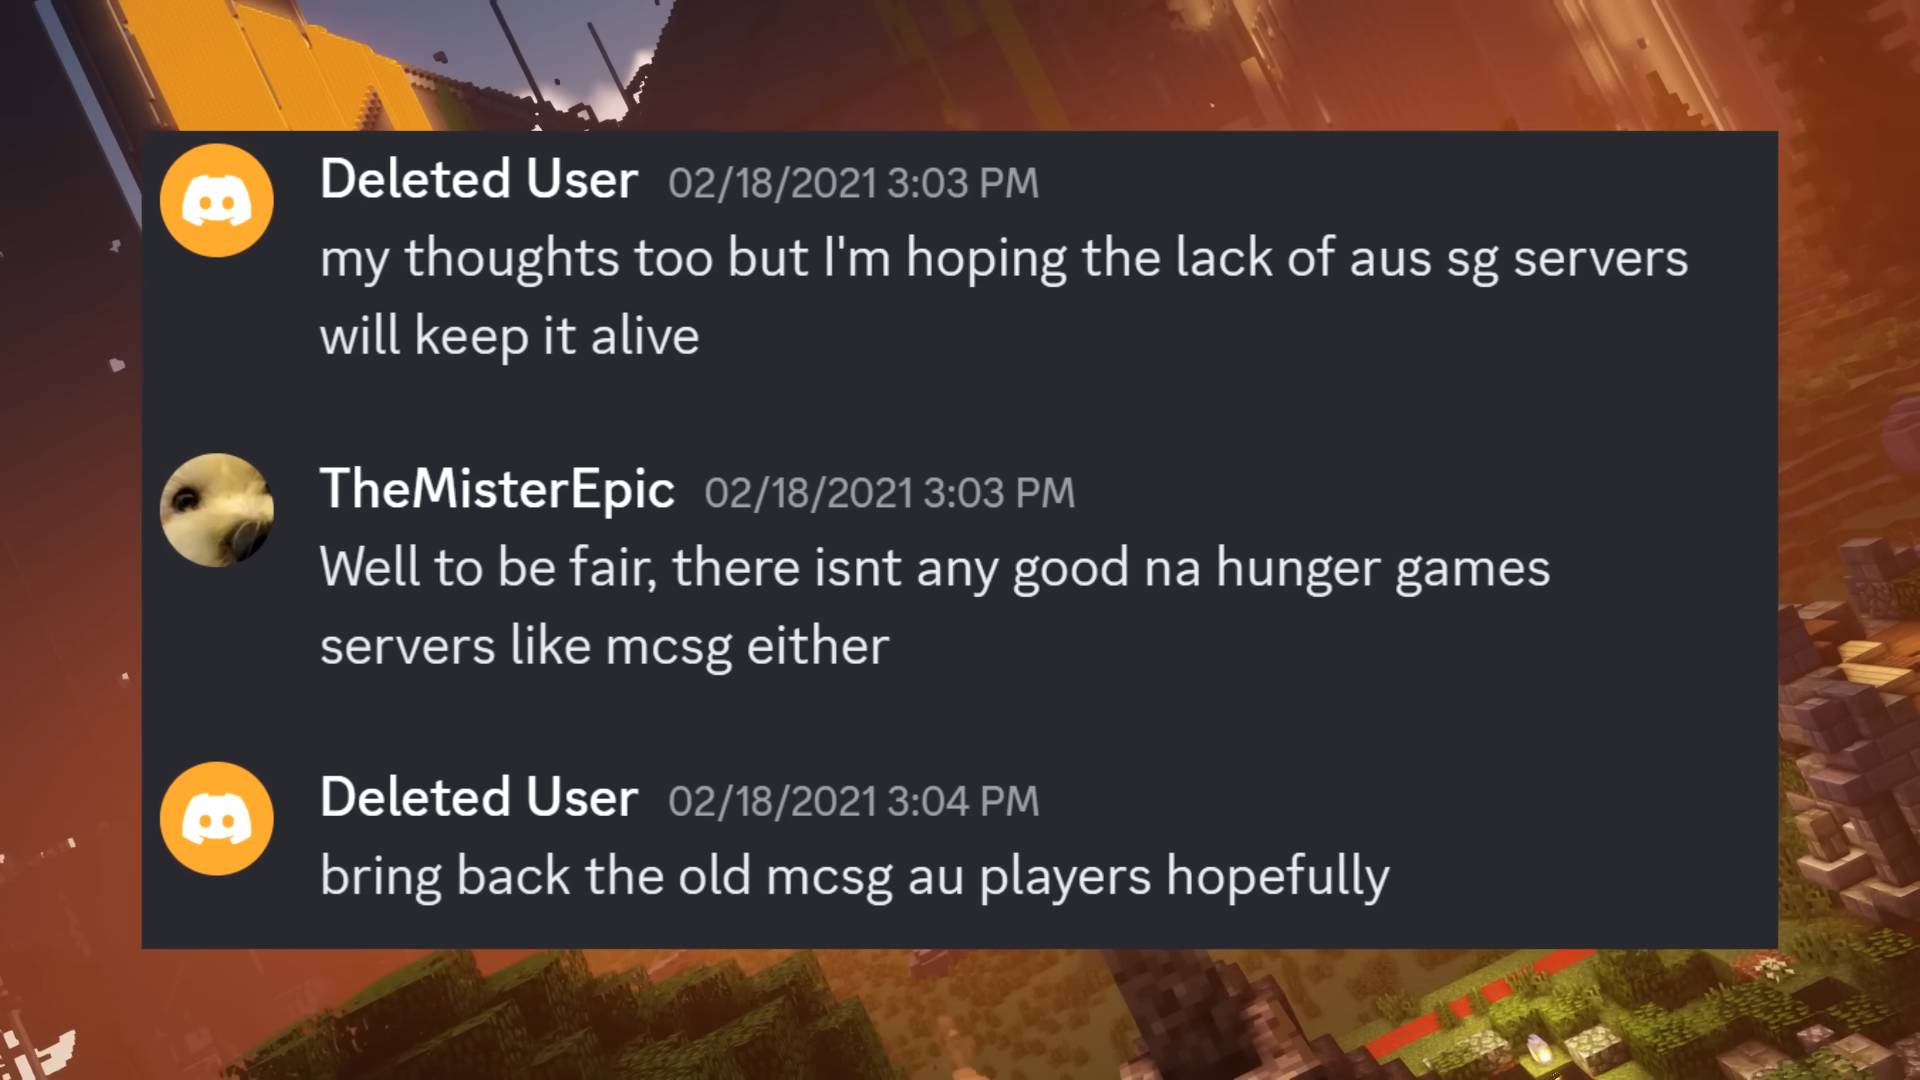 Deleted User 02/18/2021 3:03 PM
my thoughts too but I'm hoping the lack of aus sg servers
will keep it alive
TheMisterEpic 02/18/2021 3:03 PM
Well to be fair, there isnt any good na hunger games
servers like mcsg either
Deleted User 02/18/2021 3:04 PM
bring back the old mcsg au players hopefully